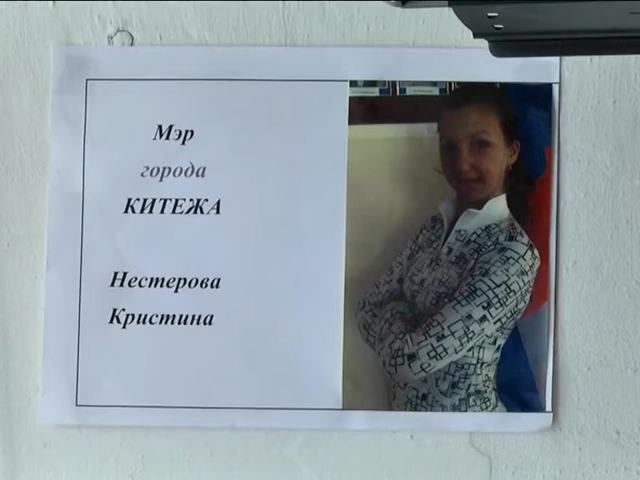 Мэр
города
КИТЕЖА
Нестерова
Кристина